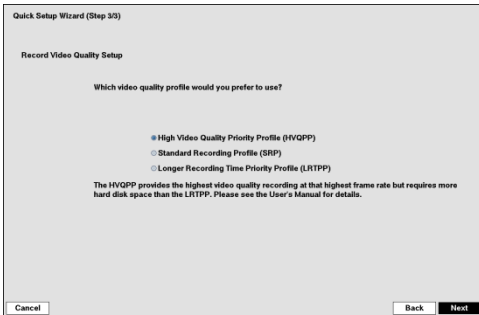 Quick Setup Wizard (Step 3/3)
Record Video Quality Setup
Which video quality profile would you prefer to use?
High Video Quality Priority Profile (HVQPP)
Standard Recording Profile (SRP)
Longer Recording Time Priority Profile (LRTPP)
The HVQPP provides the highest video quality recording at that highest frame rate but requires more
hard disk space than the LRTPP. Please see the User's Manual for details.
Cancel Back Next